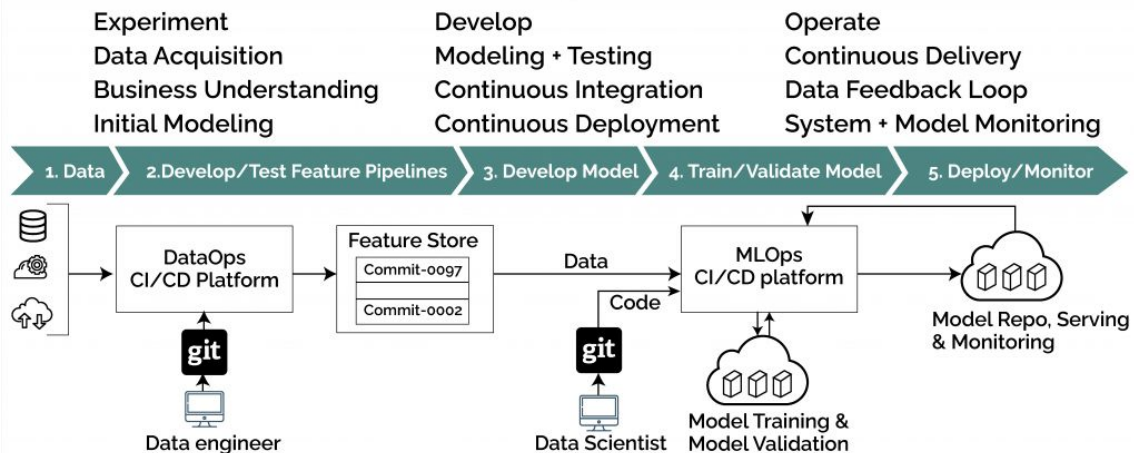 Experiment
Data Acquisition
Business Understanding
Initial Modeling
Develop
Modeling + Testing
Continuous Integration
Continuous Deployment
Operate
Continuous Delivery
Data Feedback Loop
System + Model Monitoring
1. Data
2.Develop/Test Feature Pipelines
3. Develop Model
4. Train/Validate Model
5. Deploy/Monitor
DataOps
CI/CD Platform
Feature Store
Commit-0097
Commit-0002
Data
Code
MLOps
CI/CD platform
Model Repo, Serving
& Monitoring
git
git
Model Training &
Model Validation
Data engineer
Data Scientist